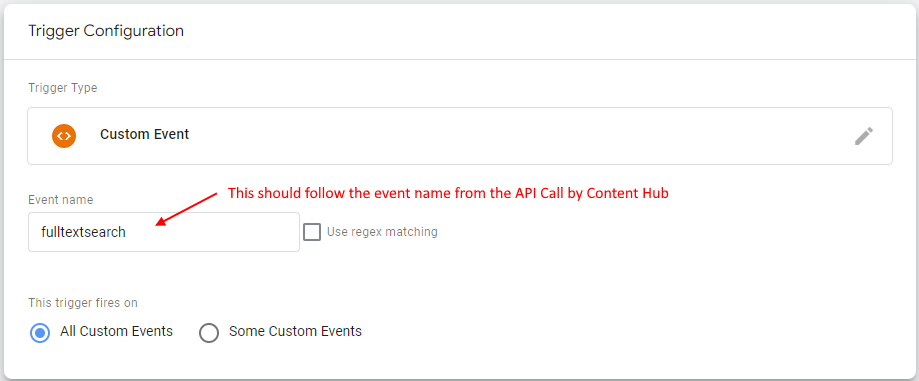 Trigger Configuration
Trigger Type
Custom Event
This should follow the event name from the API Call by Content Hub
Event name
fulltextsearch
Use regex matching
This trigger fires on
All Custom Events
Some Custom Events